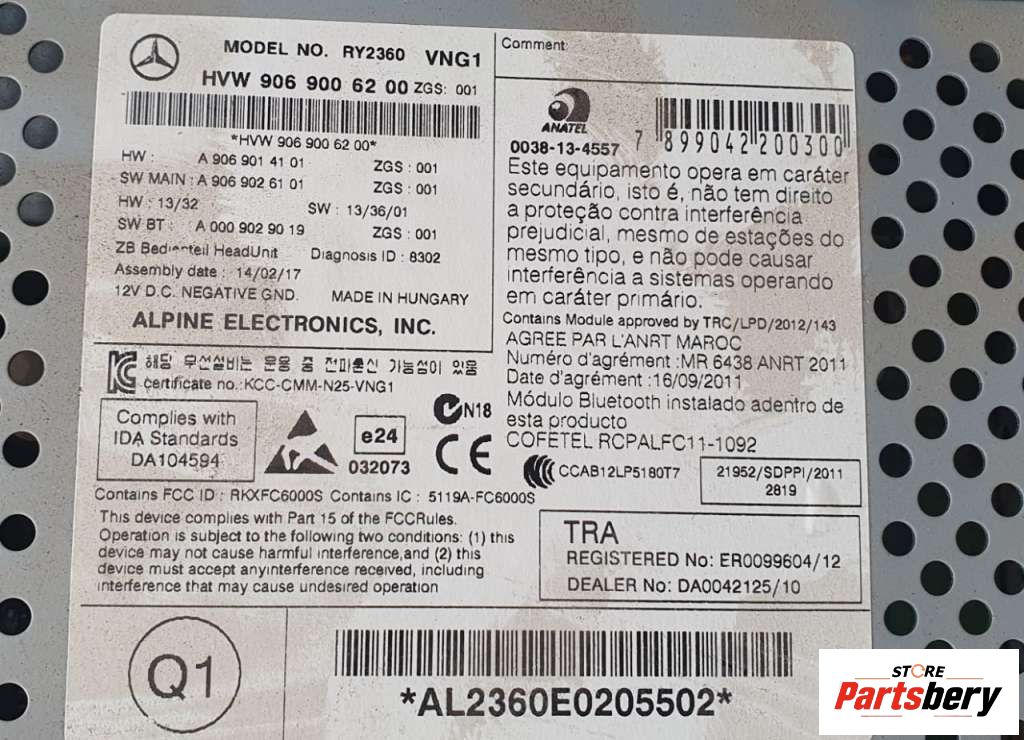 MODEL NO. RY2360 VNG1
HVW 906 900 62 00 ZGS: 001
*HVW 906 900 62 00*
HW : A 906 901 41 01 ZGS : 001
SW MAIN : A 906 902 61 01 ZGS : 001
HW : 13/32 SW : 13/36/01
SW BT : A 000 902 90 19 ZGS : 001
ZB Bedienteil HeadUnit Diagnosis ID : 8302
Assembly date : 14/02/17
12V D.C. NEGATIVE GND. MADE IN HUNGARY
ALPINE ELECTRONICS, INC.
해당 무선설비는 운용 중 전파혼신 가능성이 있음
certificate no.:KCC-CMM-N25-VNG1
Complies with
IDA Standards
DA104594
e24
032073
N18
CE
Contains FCC ID : RKXFC6000S Contains IC : 5119A-FC6000S
This device complies with Part 15 of the FCCRules.
Operation is subject to the following two conditions: (1) this
device may not cause harmful interference,and (2) this
device must accept anyinterference received, including
interference that may cause undesired operation
Q1
Comment:
ANATEL
0038-13-4557
7 899042 200300
Este equipamento opera em caráter
secundário, isto é, não tem direito
a proteção contra interferência
prejudicial, mesmo de estações do
mesmo tipo, e não pode causar
interferência a sistemas operando
em caráter primário.
Contains Module approved by TRC/LPD/2012/143
AGREE PAR L'ANRT MAROC
Numéro d'agrément :MR 6438 ANRT 2011
Date d'agrément :16/09/2011
Módulo Bluetooth instalado adentro de
esta producto
COFETEL RCPALFC11-1092
CCAB12LP5180T7
21952/SDPPI/2011
2819
TRA
REGISTERED No: ER0099604/12
DEALER No: DA0042125/10
*AL2360E0205502*
STORE
Partsbery